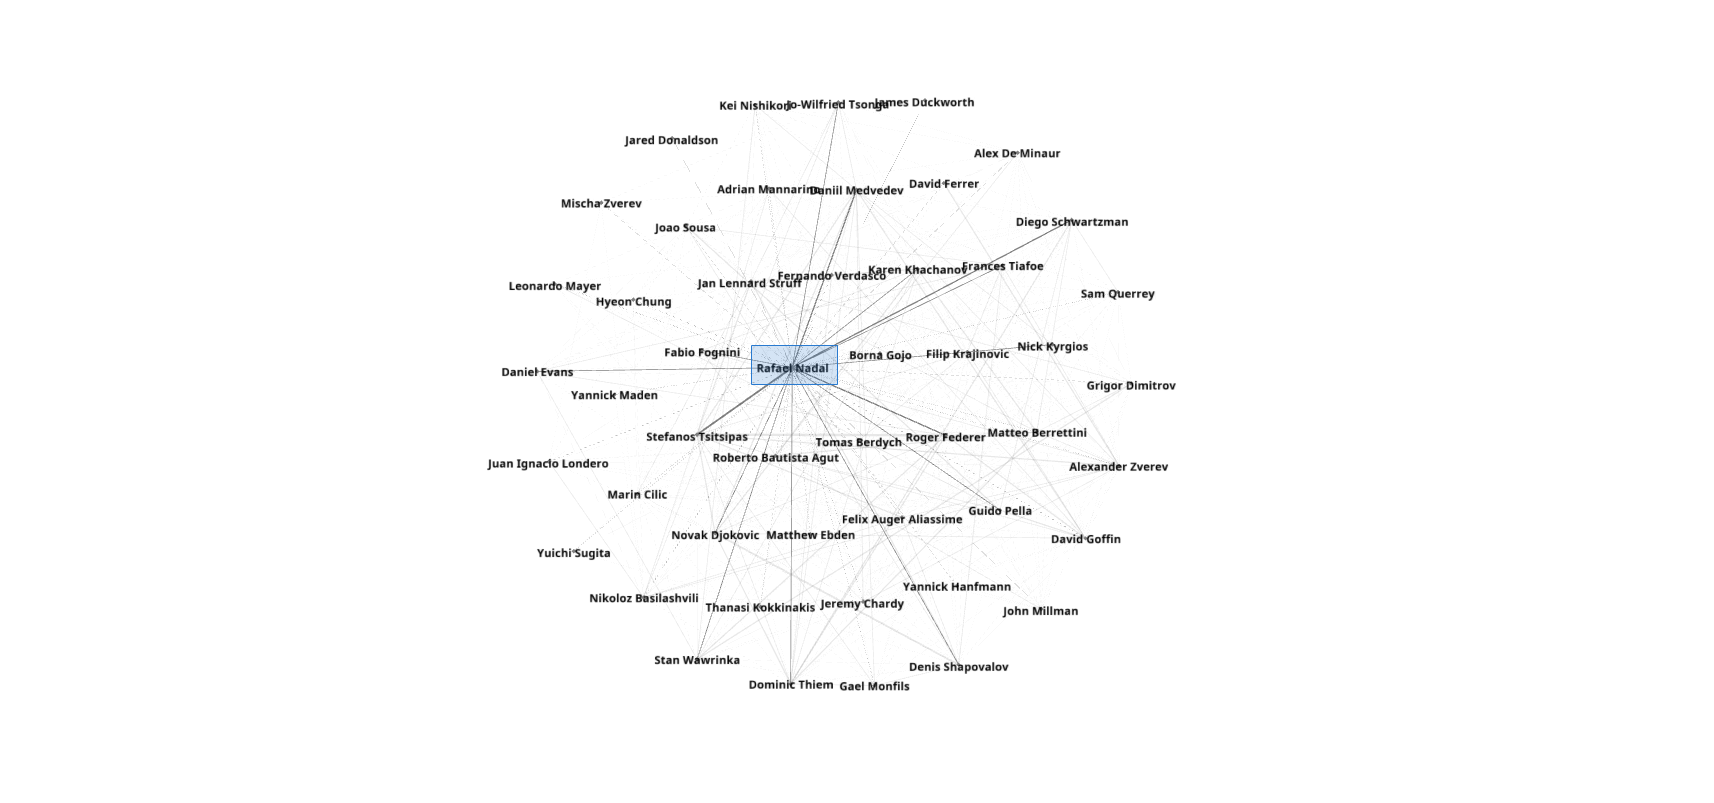 James Duckworth
Jo-Wilfried Tsonga
Kei Nishikori
Jared Donaldson
Alex De Minaur
David Ferrer
Adrian Mannarino
Daniil Medvedev
Mischa Zverev
Diego Schwartzman
Joao Sousa
Frances Tiafoe
Karen Khachanov
Fernando Verdasco
Jan Lennard Struff
Leonardo Mayer
Sam Querrey
Hyeon Chung
Nick Kyrgios
Fabio Fognini
Filip Krajinovic
Borna Gojo
Rafael Nadal
Daniel Evans
Grigor Dimitrov
Yannick Maden
Matteo Berrettini
Stefanos Tsitsipas
Roger Federer
Tomas Berdych
Roberto Bautista Agut
Juan Ignacio Londero
Alexander Zverev
Marin Cilic
Guido Pella
Felix Auger Aliassime
Novak Djokovic
Matthew Ebden
David Goffin
Yuichi Sugita
Yannick Hanfmann
Nikoloz Basilashvili
Jeremy Chardy
Thanasi Kokkinakis
John Millman
Stan Wawrinka
Denis Shapovalov
Dominic Thiem
Gael Monfils